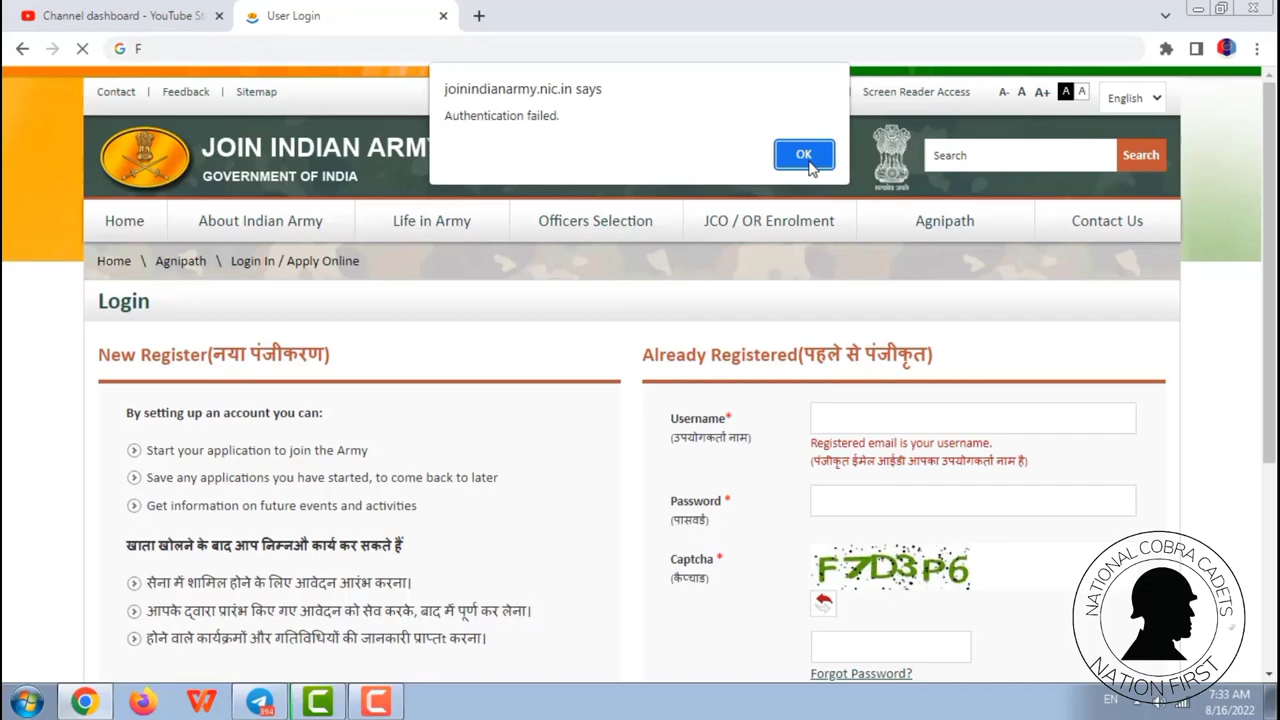 Channel dashboard - YouTube St
User Login
F
Contact | Feedback | Sitemap
joinindianarmy.nic.in says
Authentication failed.
OK
Screen Reader Access
A- A A+ A A
English
JOIN INDIAN ARMY
GOVERNMENT OF INDIA
Search
Search
Home
About Indian Army
Life in Army
Officers Selection
JCO / OR Enrolment
Agnipath
Contact Us
Home \ Agnipath \ Login In / Apply Online
Login
New Register(नया पंजीकरण)
By setting up an account you can:
Start your application to join the Army
Save any applications you have started, to come back to later
Get information on future events and activities
खाता खोलने के बाद आप निम्नऔ कार्य कर सकते हैं
सेना में शामिल होने के लिए आवेदन आरंभ करना।
आपके द्वारा प्रारंभ किए गए आवेदन को सेव करके, बाद में पूर्ण कर लेना।
होने वाले कार्यक्रमों और गतिविधियों की जानकारी प्राप्तt करना।
Already Registered(पहले से पंजीकृत)
Username*
(उपयोगकर्ता नाम)
Registered email is your username.
(पंजीकृत ईमेल आईडी आपका उपयोगकर्ता नाम है)
Password *
(पासवर्ड)
Captcha *
(कैप्चाड)
F7D3P6
Forgot Password?
NATIONAL COBRA CADETS
NATION FIRST
394
EN
7:33 AM
8/16/2022